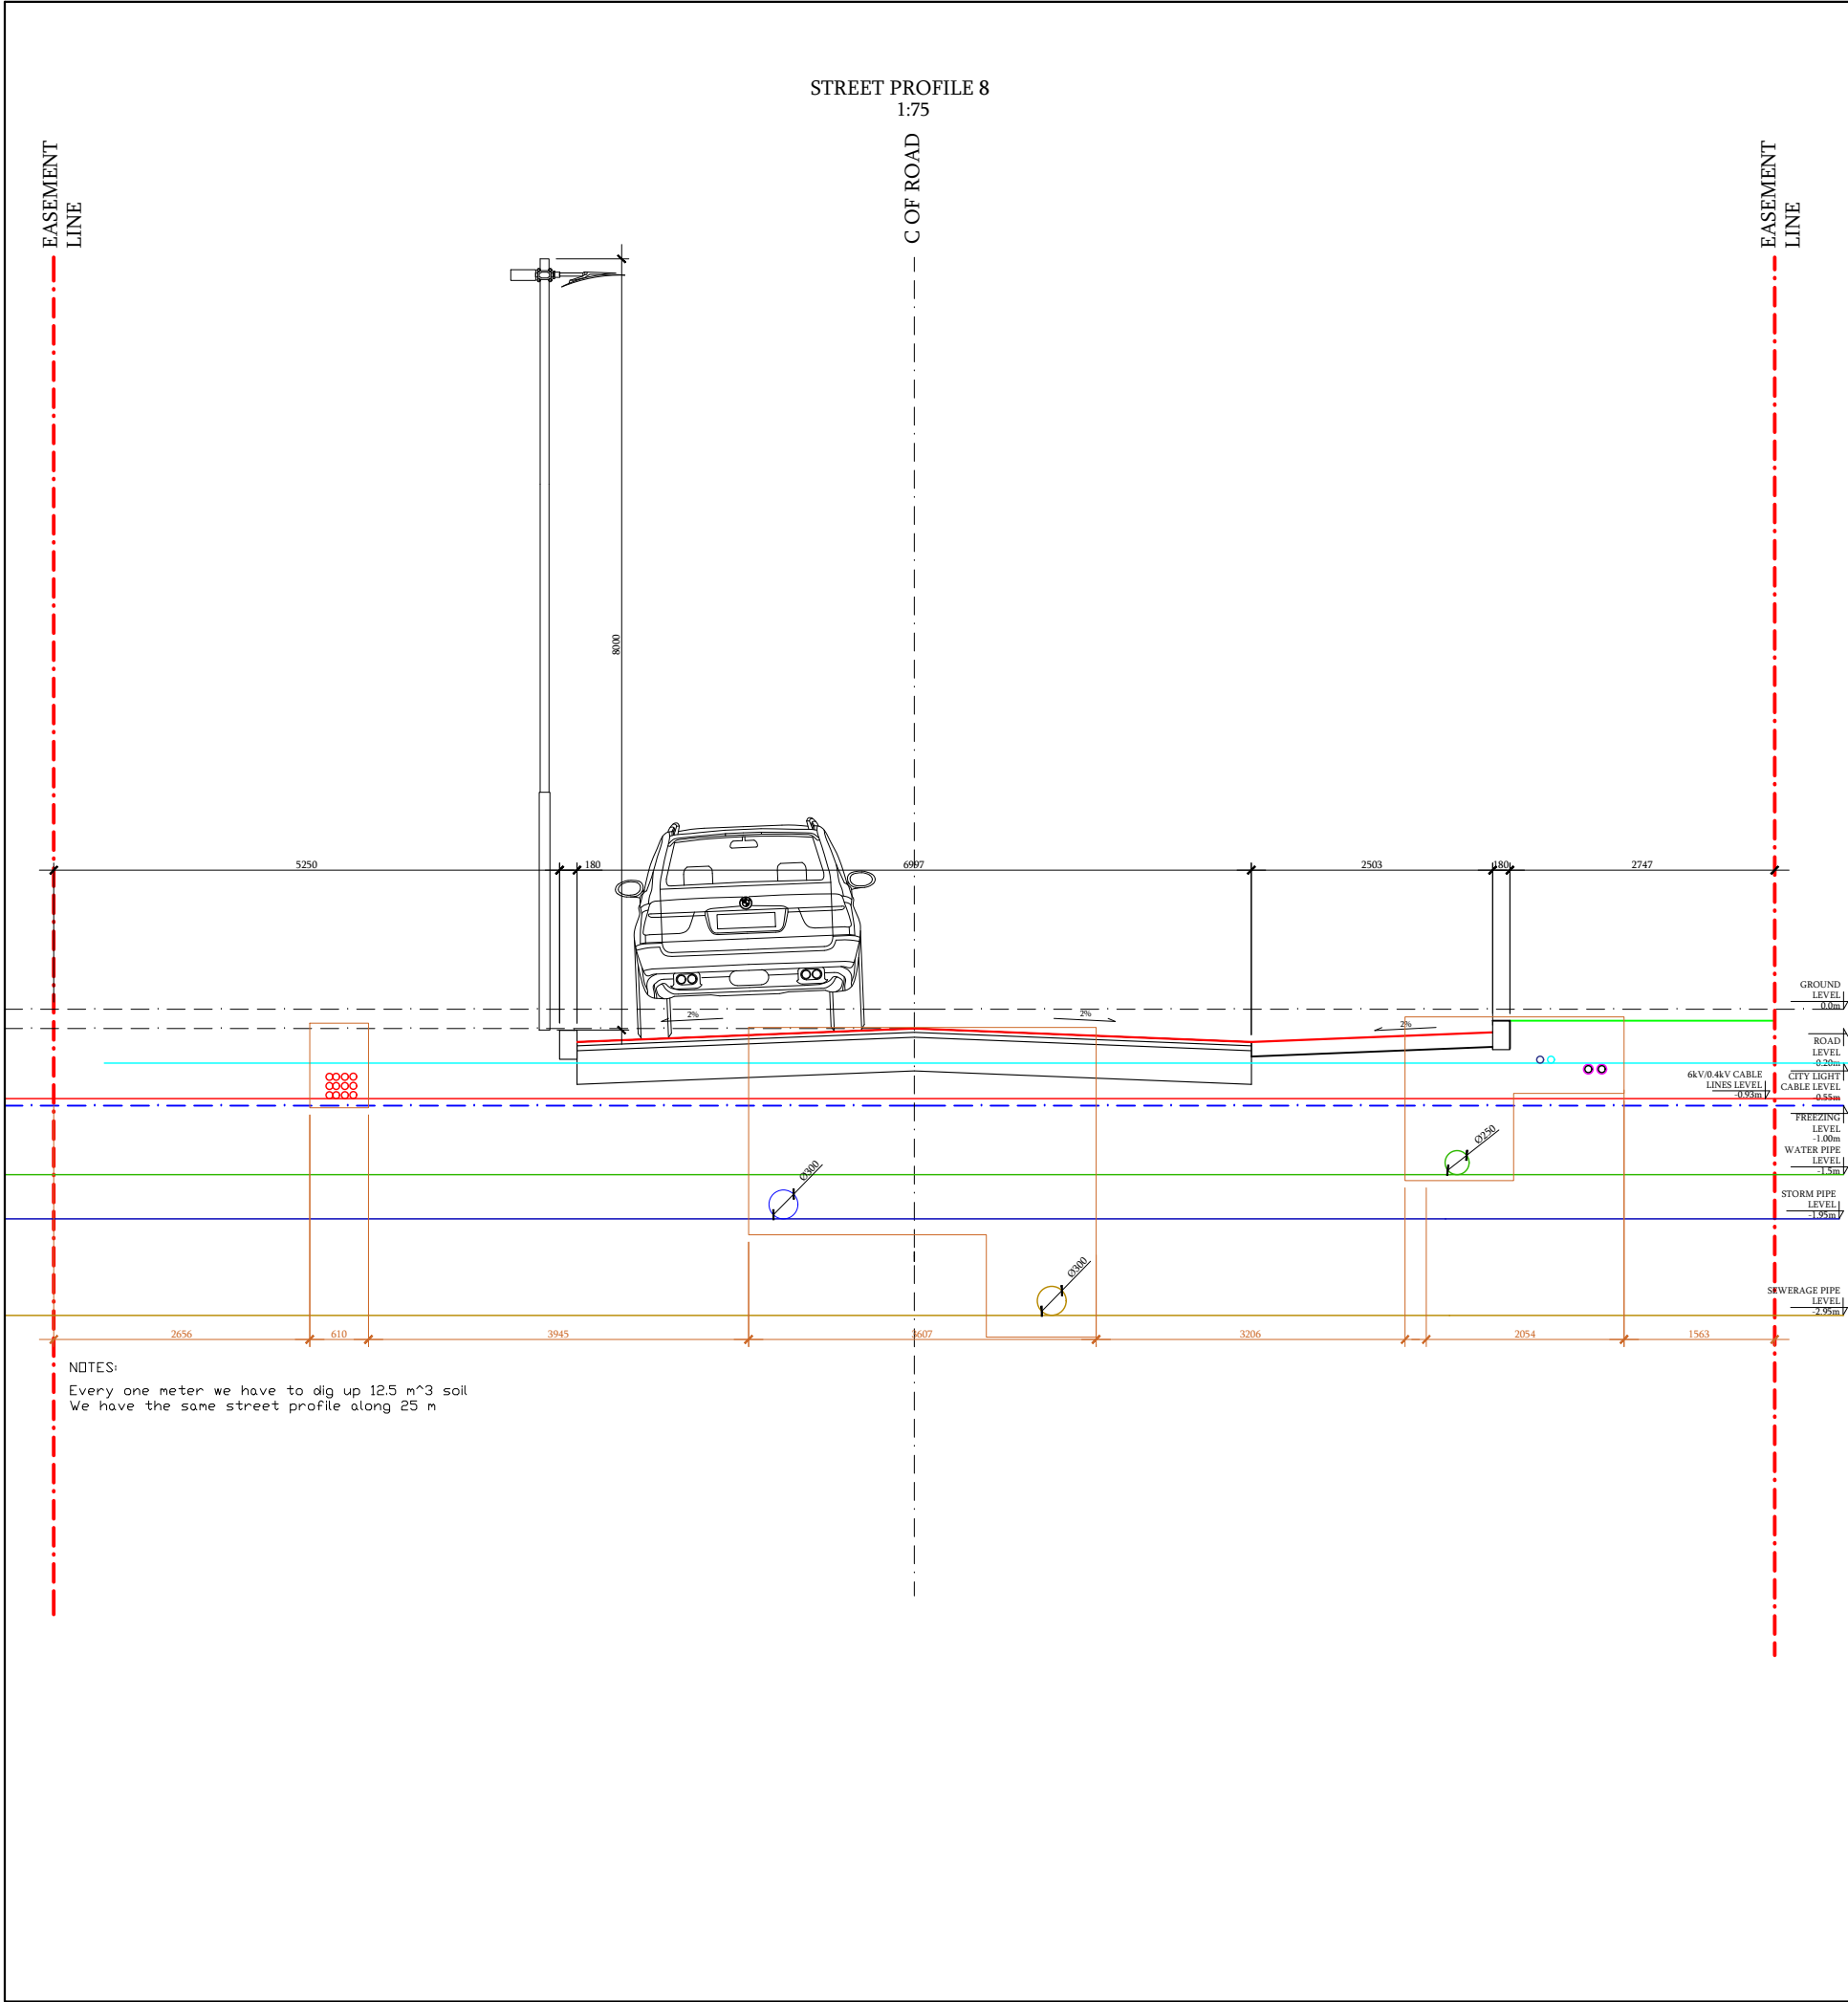 STREET PROFILE 8
1:75
EASEMENT
LINE
C OF ROAD
EASEMENT
LINE
8000
5250
180
6997
2503
180
2747
2%
2%
2%
GROUND
LEVEL
0.0m
ROAD
LEVEL
-0.20m
CITY LIGHT
CABLE LEVEL
-0.55m
6kV/0.4kV CABLE
LINES LEVEL
-0.93m
FREEZING
LEVEL
-1.00m
WATER PIPE
LEVEL
-1.5m
STORM PIPE
LEVEL
-1.95m
SEWERAGE PIPE
LEVEL
-2.95m
Ø250
Ø300
Ø300
2656
610
3945
3607
3206
2054
1563
NOTES:
Every one meter we have to dig up 12.5 m^3 soil
We have the same street profile along 25 m